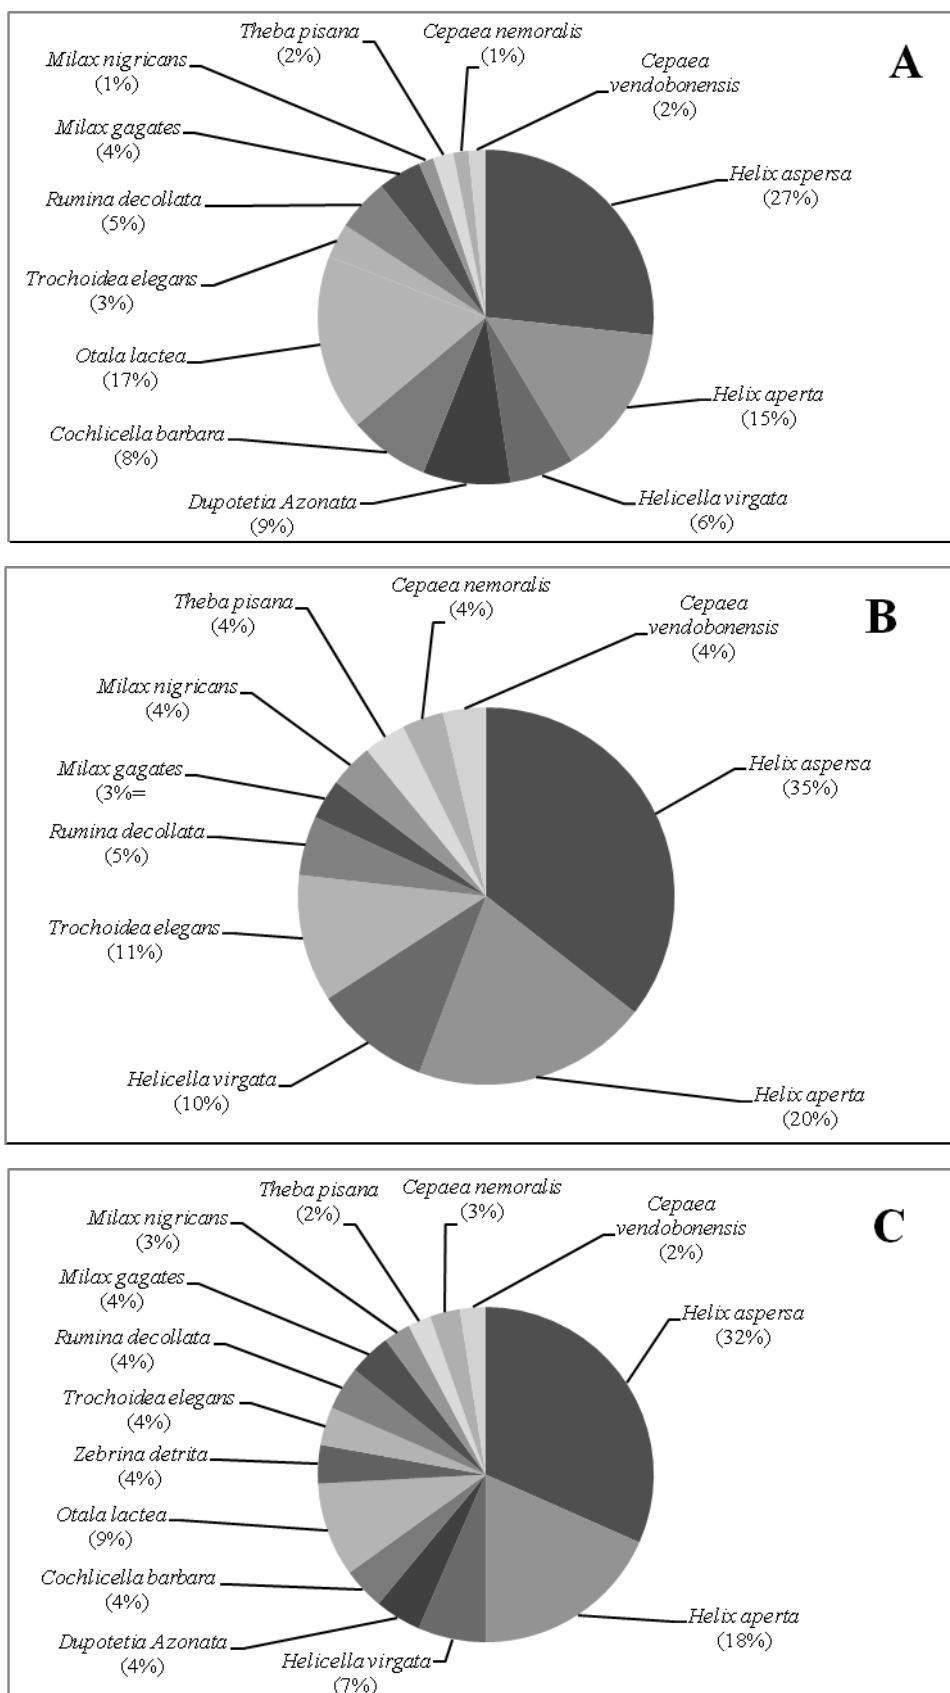 A
Theba pisana
(2%)
Cepaea nemoralis
(1%)
Cepaea
vendobonensis
(2%)
Milax nigricans
(1%)
Milax gagates
(4%)
Helix aspersa
(27%)
Rumina decollata
(5%)
Trochoidea elegans
(3%)
Otala lactea
(17%)
Helix aperta
(15%)
Cochlicella barbara
(8%)
Dupotetia Azonata
(9%)
Helicella virgata
(6%)
B
Cepaea nemoralis
(4%)
Theba pisana
(4%)
Cepaea
vendobonensis
(4%)
Milax nigricans
(4%)
Milax gagates
(3%=
Helix aspersa
(35%)
Rumina decollata
(5%)
Trochoidea elegans
(11%)
Helicella virgata
(10%)
Helix aperta
(20%)
C
Theba pisana
(2%)
Cepaea nemoralis
(3%)
Cepaea
vendobonensis
(2%)
Milax nigricans
(3%)
Milax gagates
(4%)
Helix aspersa
(32%)
Rumina decollata
(4%)
Trochoidea elegans
(4%)
Zebrina detrita
(4%)
Otala lactea
(9%)
Cochlicella barbara
(4%)
Helix aperta
(18%)
Dupotetia Azonata
(4%)
Helicella virgata
(7%)